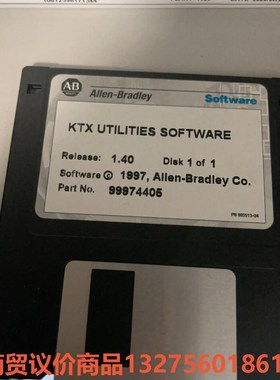 AB
Allen-Bradley
Software
KTX UTILITIES SOFTWARE
Release: 1.40 Disk 1 of 1
Software ℗ 1997, Allen-Bradley Co.
Part No. 99974405
商贸议价商品13275601861